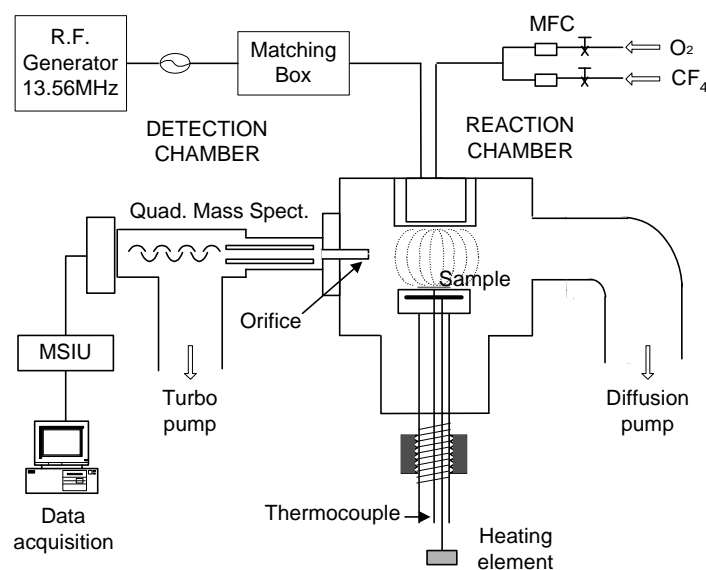 R.F.
Generator
13.56MHz
Matching
Box
MFC
O₂
CF₄
DETECTION
CHAMBER
REACTION
CHAMBER
Quad. Mass Spect.
Sample
Orifice
MSIU
Turbo
pump
Diffusion
pump
Data
acquisition
Thermocouple
Heating
element